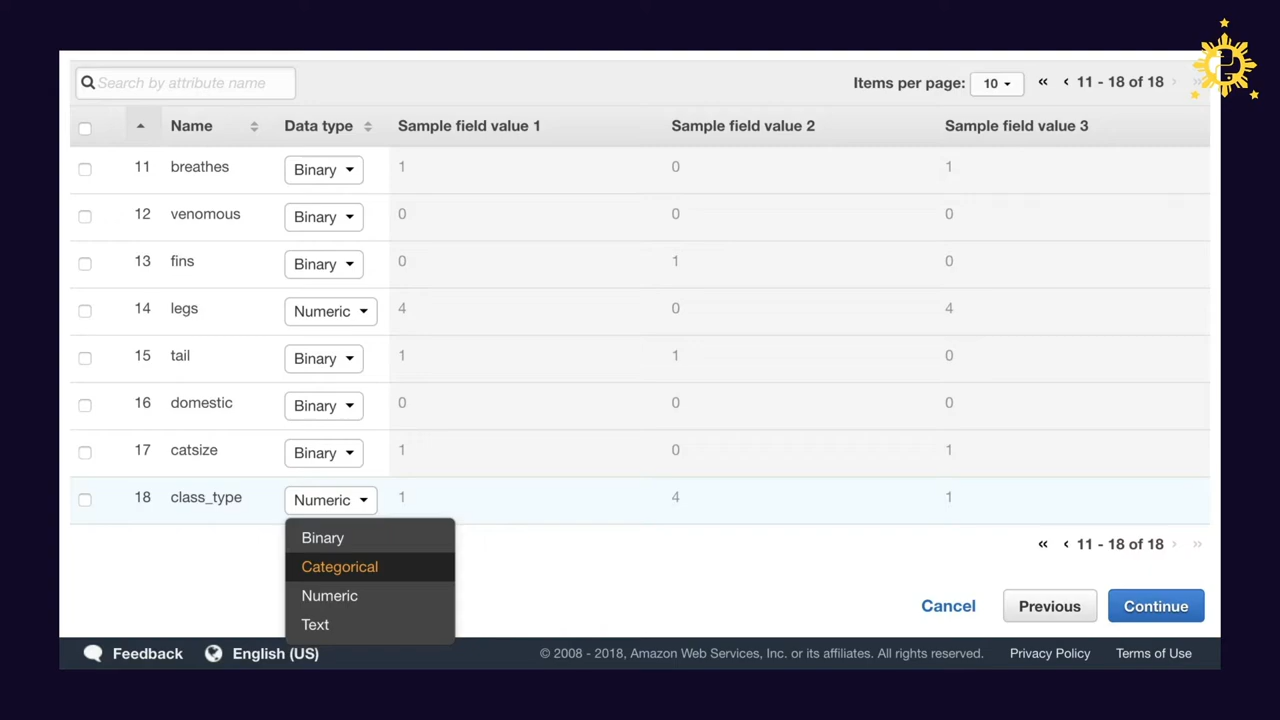 Search by attribute name
Items per page: 10 « ‹ 11 - 18 of 18 › »
Name Data type Sample field value 1 Sample field value 2 Sample field value 3
11 breathes Binary 1 0 1
12 venomous Binary 0 0 0
13 fins Binary 0 1 0
14 legs Numeric 4 0 4
15 tail Binary 1 1 0
16 domestic Binary 0 0 0
17 catsize Binary 1 0 1
18 class_type Numeric 1 4 1
Binary
Categorical
Numeric
Text
« ‹ 11 - 18 of 18 › »
Cancel Previous Continue
Feedback English (US) © 2008 - 2018, Amazon Web Services, Inc. or its affiliates. All rights reserved. Privacy Policy Terms of Use